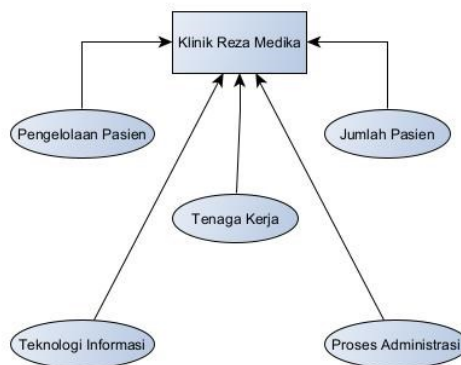 Klinik Reza Medika
Pengelolaan Pasien
Jumlah Pasien
Tenaga Kerja
Teknologi Informasi
Proses Administrasi